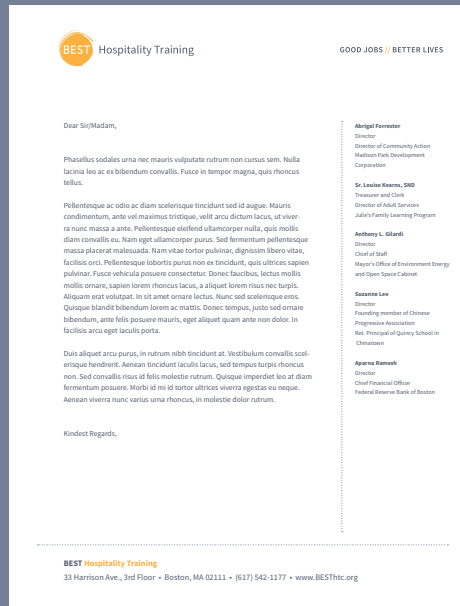 BEST Hospitality Training
GOOD JOBS // BETTER LIVES
Dear Sir/Madam,
Phasellus sodales urna nec mauris vulputate rutrum non cursus sem. Nulla
lacinia leo ac ex bibendum convallis. Fusce in tempor magna, quis rutrum
tellus.
Pellentesque ac odio ac diam scelerisque tincidunt sed id augue. Mauris
condimentum, ante vel maximus tristique, velit arcu dictum lacus, ut viver-
ra nunc massa a ante. Pellentesque eleifend ullamcorper nulla, quis mollis
diam convallis eu. Nam eget ullamcorper purus. Sed fermentum pellentesque
massa placerat malesuada. Nam vitae tortor pulvinar, dignissim libero vitae,
facilisis orci. Pellentesque lobortis purus non ex tincidunt, quis ultrices sapien
pulvinar. Fusce vehicula posuere consectetur. Donec faucibus, lectus mollis
mollis ornare, sapien lorem rhoncus lacus, a aliquet lorem risus nec turpis.
Aliquam erat volutpat. In sit amet ornare lectus. Nunc sed scelerisque eros.
Quisque blandit bibendum lorem ac mattis. Donec tempus, justo sed ornare
bibendum, ante felis posuere mauris, eget aliquet quam ante non dolor. In
facilisis arcu eget iaculis porta.
Duis aliquet arcu purus, in rutrum nibh tincidunt at. Vestibulum convallis scel-
erisque hendrerit. Aenean tincidunt iaculis lacus, sed tempus turpis rhoncus
non. Sed convallis risus id felis molestie rutrum. Quisque imperdiet leo at diam
fermentum posuere. Morbi id mi id tortor ultrices viverra egestas eu neque.
Aenean viverra nunc varius urna rhoncus, in molestie dolor rutrum.
Kindest Regards,
Abrigal Forrester
Director
Director of Community Action
Madison Park Development
Corporation
Sr. Louise Kearns, SND
Treasurer and Clerk
Director of Adult Services
Julie's Family Learning Program
Anthony L. Gilardi
Director
Chief of Staff
Mayor's Office of Environment Energy
and Open Space Cabinet
Suzanne Lee
Director
Founding member of Chinese
Progressive Association
Ret. Principal of Quincy School in
Chinatown
Aparna Ramesh
Director
Chief Financial Officer
Federal Reserve Bank of Boston
BEST Hospitality Training
33 Harrison Ave., 3rd Floor • Boston, MA 02111 • (617) 542-1177 • www.BESThtc.org